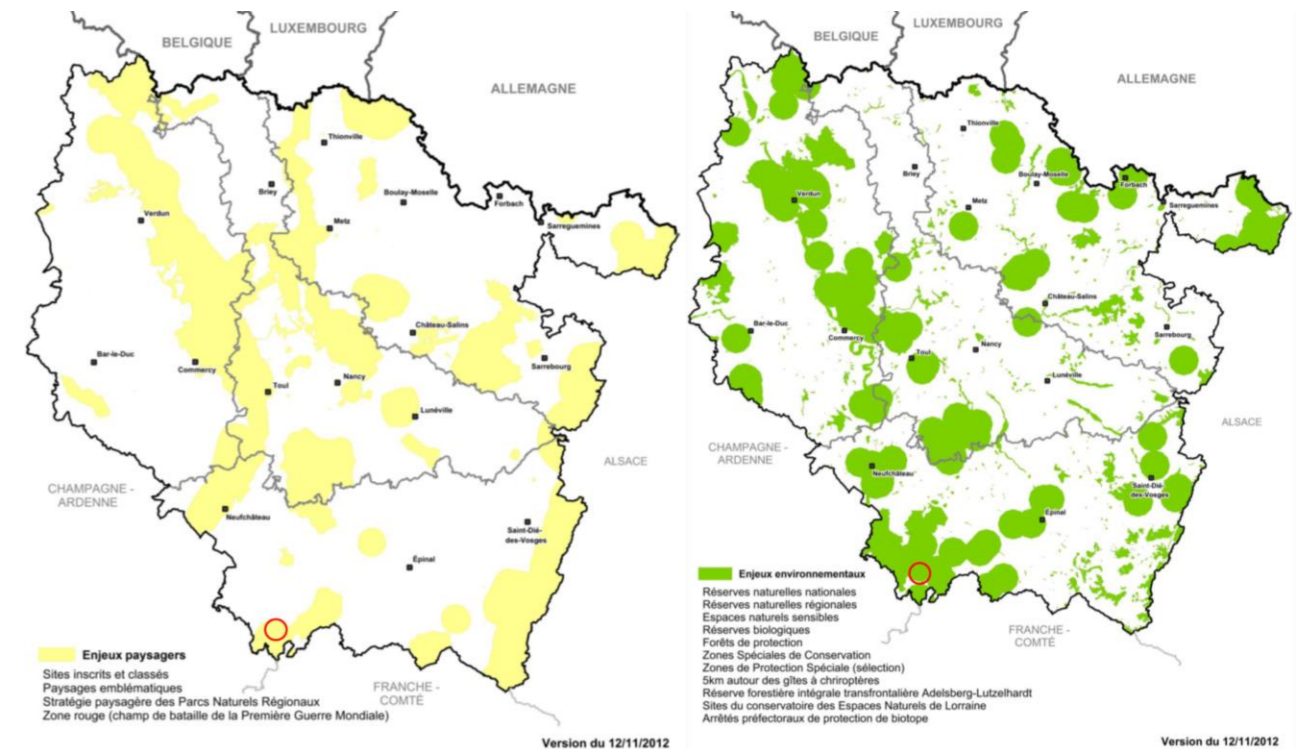 LUXEMBOURG
BELGIQUE
ALLEMAGNE
Thionville
Briey
Boulay-Moselle
Forbach
Verdun
Metz
Sarreguemines
Château-Salins
Bar-le-Duc
Commercy
Sarrebourg
Nancy
Toul
Lunéville
ALSACE
CHAMPAGNE -
ARDENNE
Neufchâteau
Saint-Dié-
des-Vosges
Épinal
Enjeux paysagers
Sites inscrits et classés
Paysages emblématiques
Stratégie paysagère des Parcs Naturels Régionaux
Zone rouge (champ de bataille de la Première Guerre Mondiale)
FRANCHE -
COMTÉ
Version du 12/11/2012
LUXEMBOURG
BELGIQUE
ALLEMAGNE
Thionville
Briey
Boulay-Moselle
Forbach
Verdun
Metz
Sarreguemines
Château-Salins
Bar-le-Duc
Commercy
Sarrebourg
Nancy
Toul
Lunéville
ALSACE
CHAMPAGNE -
ARDENNE
Neufchâteau
Saint-Dié-
des-Vosges
Épinal
Enjeux environnementaux
Réserves naturelles nationales
Réserves naturelles régionales
Espaces naturels sensibles
Réserves biologiques
Forêts de protection
Zones Spéciales de Conservation
Zones de Protection Spéciale (sélection)
5km autour des gîtes à chriroptères
Réserve forestière intégrale transfrontalière Adelsberg-Lutzelhardt
Sites du conservatoire des Espaces Naturels de Lorraine
Arrêtés préfectoraux de protection de biotope
FRANCHE -
COMTÉ
Version du 12/11/2012